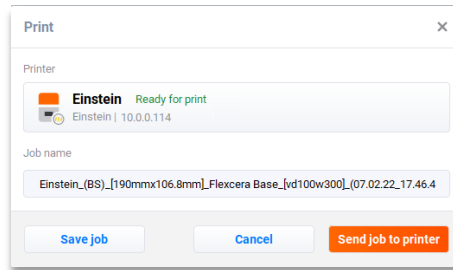 Print
Printer
Einstein Ready for print
Einstein | 10.0.0.114
Job name
Einstein_(BS)_[190mmx106.8mm]_Flexcera Base_[vd100w300]_(07.02.22_17.46.4
Save job Cancel Send job to printer